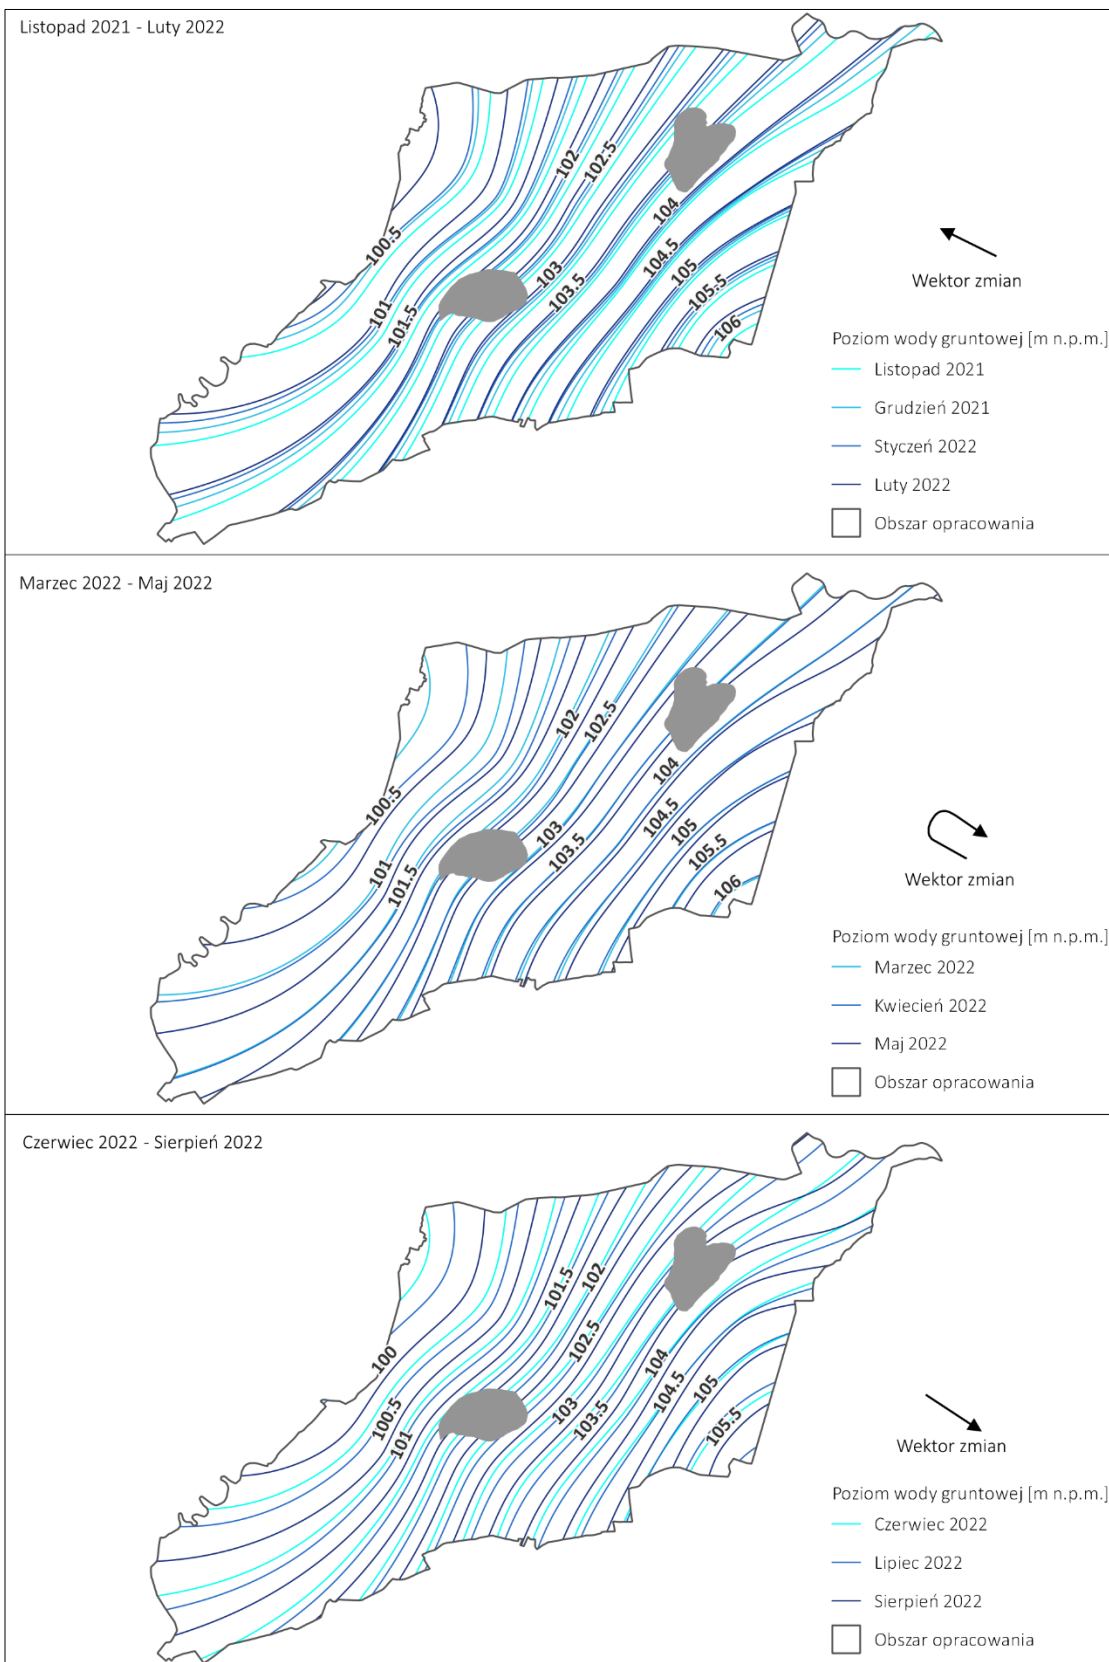 Listopad 2021 - Luty 2022
102
102.5
100.5
104
104.5
103
105
103.5
105.5
101
101.5
106
Wektor zmian
Poziom wody gruntowej [m n.p.m.]
Listopad 2021
Grudzień 2021
Styczeń 2022
Luty 2022
Obszar opracowania
Marzec 2022 - Maj 2022
102
102.5
100.5
104
104.5
103
105
103.5
105.5
101
101.5
106
Wektor zmian
Poziom wody gruntowej [m n.p.m.]
Marzec 2022
Kwiecień 2022
Maj 2022
Obszar opracowania
Czerwiec 2022 - Sierpień 2022
101.5
102
102.5
100
104
104.5
105
103
103.5
105.5
100.5
101
Wektor zmian
Poziom wody gruntowej [m n.p.m.]
Czerwiec 2022
Lipiec 2022
Sierpień 2022
Obszar opracowania